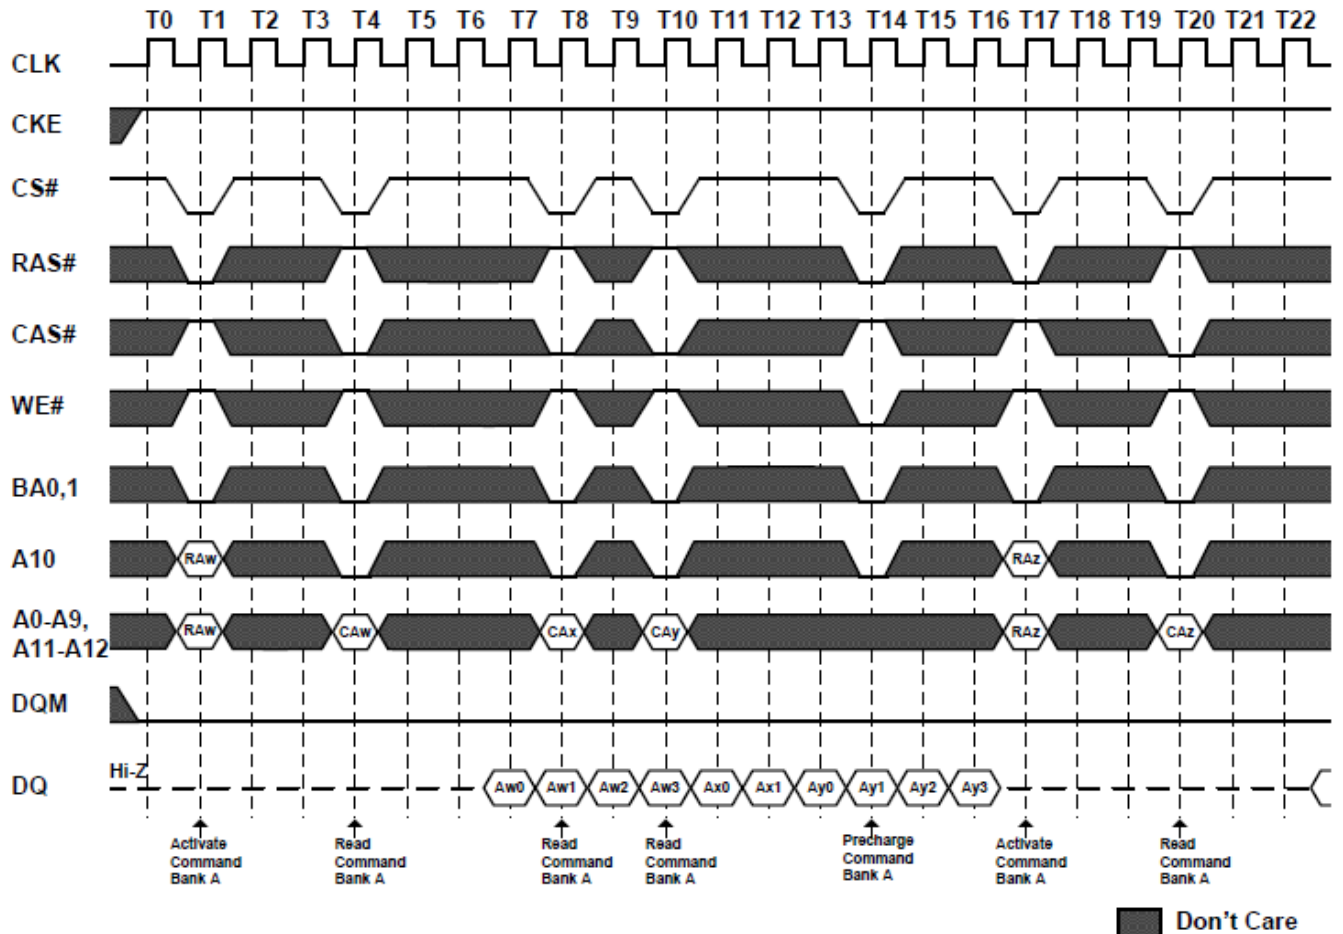 T0 T1 T2 T3 T4 T5 T6 T7 T8 T9 T10 T11 T12 T13 T14 T15 T16 T17 T18 T19 T20 T21 T22
CLK
CKE
CS#
RAS#
CAS#
WE#
BA0,1
A10 RAw RAz
A0-A9,
A11-A12 RAw CAw CAx CAy RAz CAz
DQM
Hi-Z
DQ Aw0 Aw1 Aw2 Aw3 Ax0 Ax1 Ay0 Ay1 Ay2 Ay3
Activate
Command
Bank A
Read
Command
Bank A
Read
Command
Bank A
Read
Command
Bank A
Precharge
Command
Bank A
Activate
Command
Bank A
Read
Command
Bank A
Don't Care